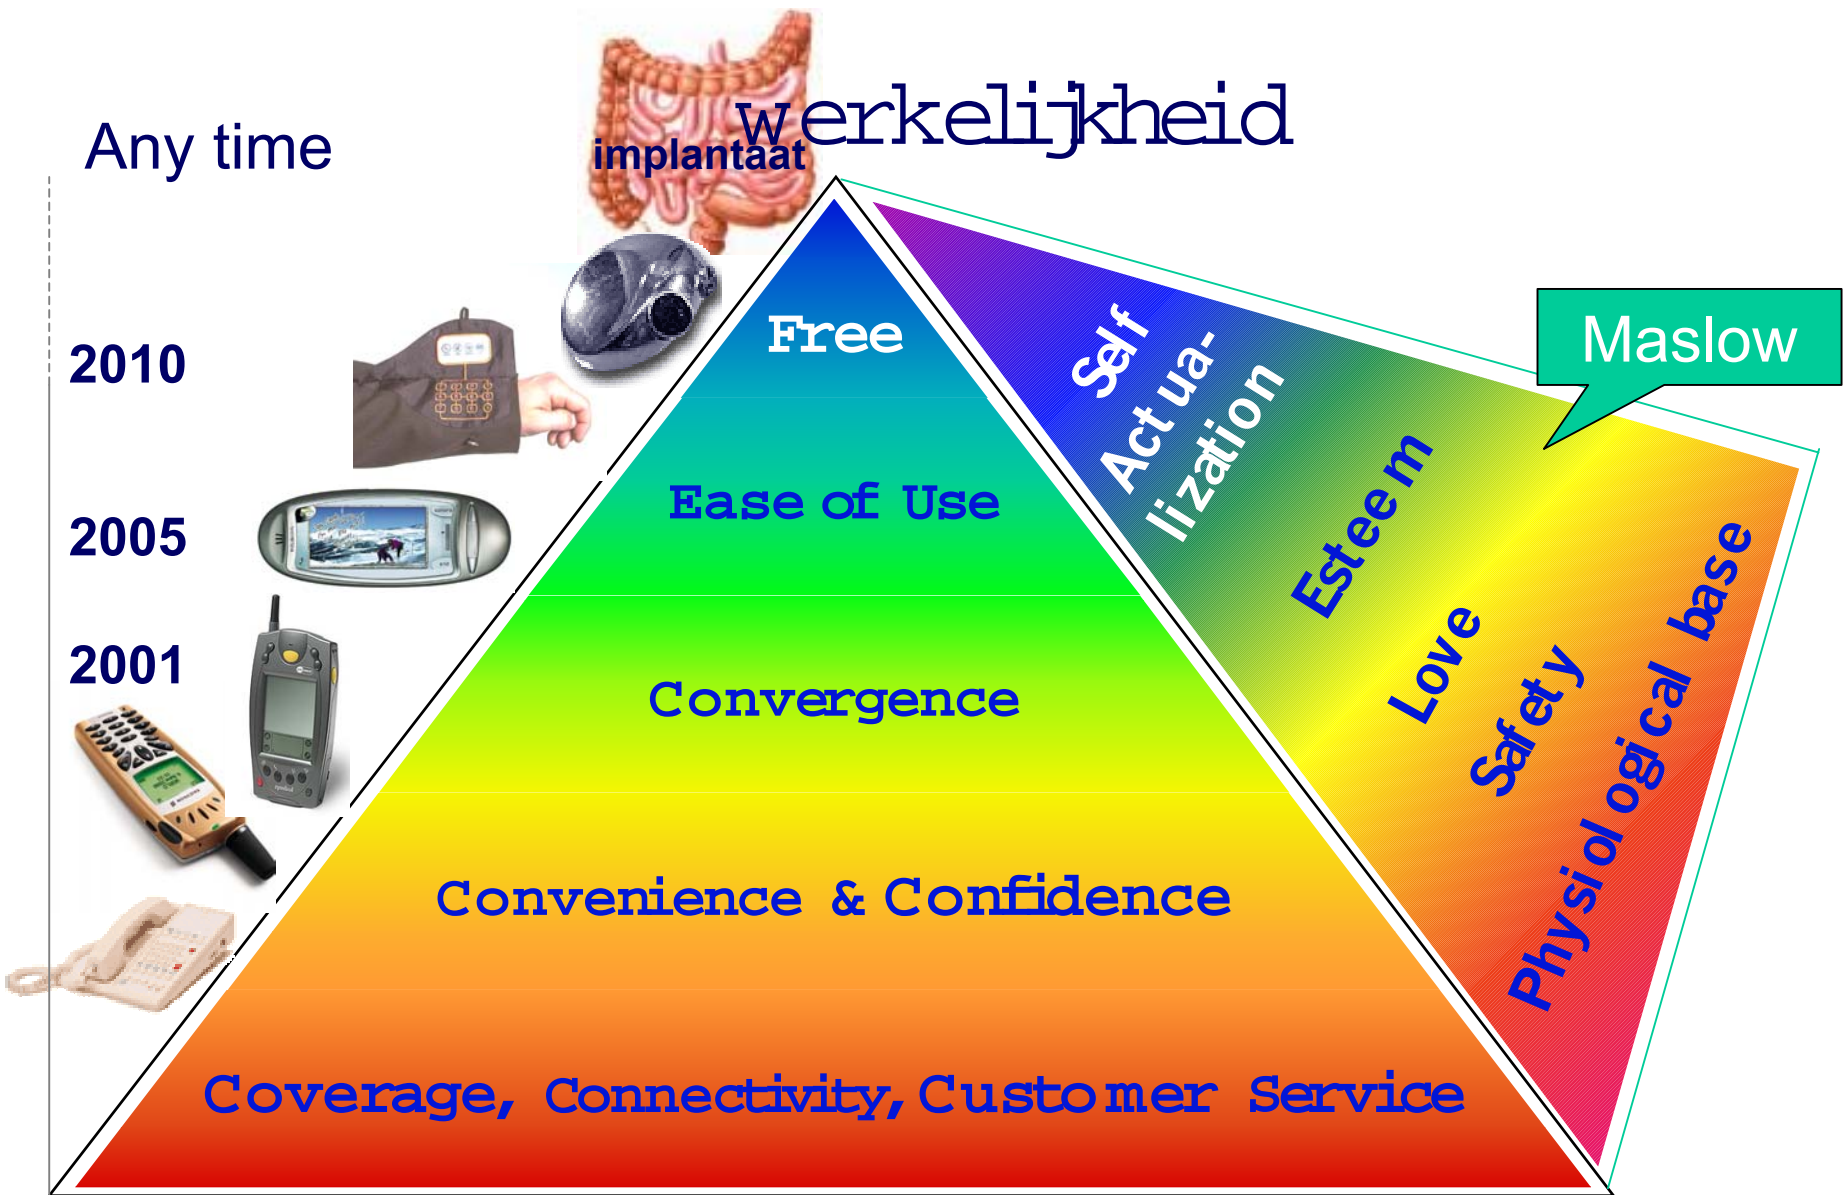 werkelijkheid
Any time
implantaat
2010
2005
2001
Free
Ease of Use
Convergence
Convenience & Confidence
Coverage, Connectivity, Customer Service
Self
Actua-
lization
Esteem
Love
Safety
Physiological base
Maslow